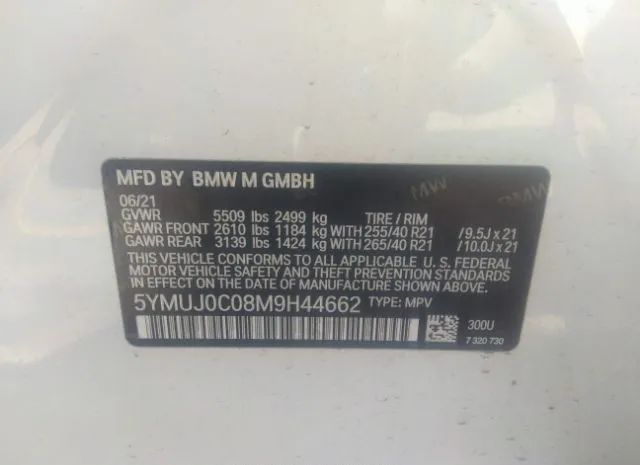 MFD BY BMW M GMBH
06/21
GVWR 5509 lbs 2499 kg TIRE / RIM
GAWR FRONT 2610 lbs 1184 kg WITH 255/40 R21 / 9.5J x 21
GAWR REAR 3139 lbs 1424 kg WITH 265/40 R21 / 10.0J x 21
THIS VEHICLE CONFORMS TO ALL APPLICABLE U. S. FEDERAL
MOTOR VEHICLE SAFETY, BUMPER, AND THEFT PREVENTION STANDARDS
IN EFFECT ON THE DATE OF MANUFACTURE SHOWN ABOVE.
5YMUJ0C08M9H44662 TYPE: MPV
300U
7 320 730
BMW